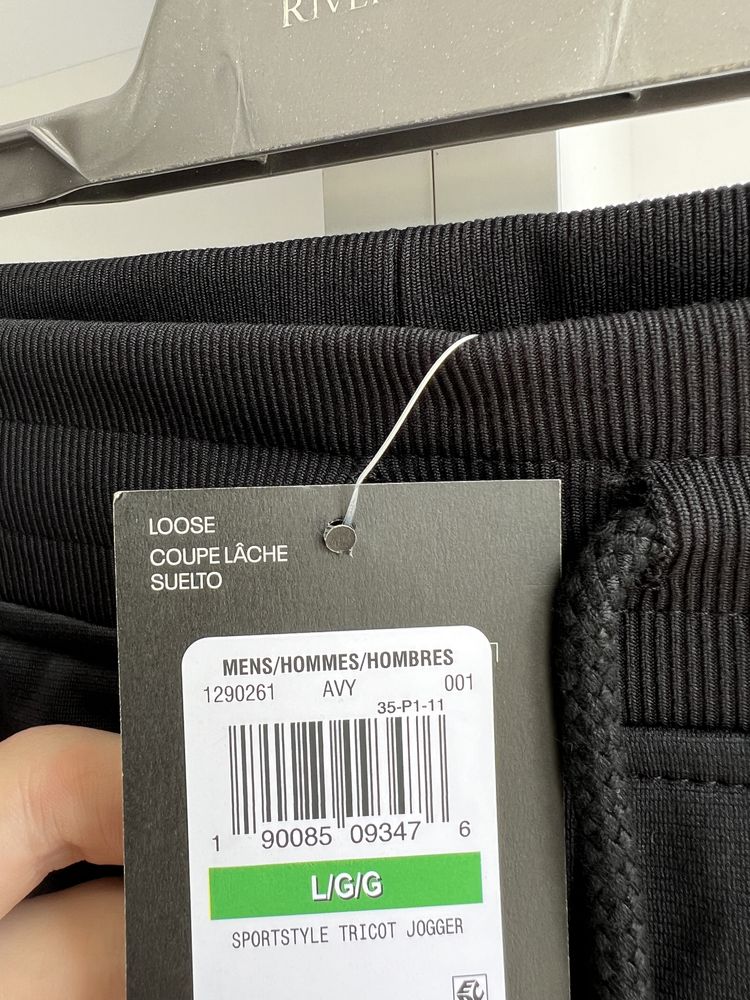 LOOSE
COUPE LÂCHE
SUELTO
MENS/HOMMES/HOMBRES
1290261 AVY 001
35-P1-11
1 90085 09347 6
L/G/G
SPORTSTYLE TRICOT JOGGER